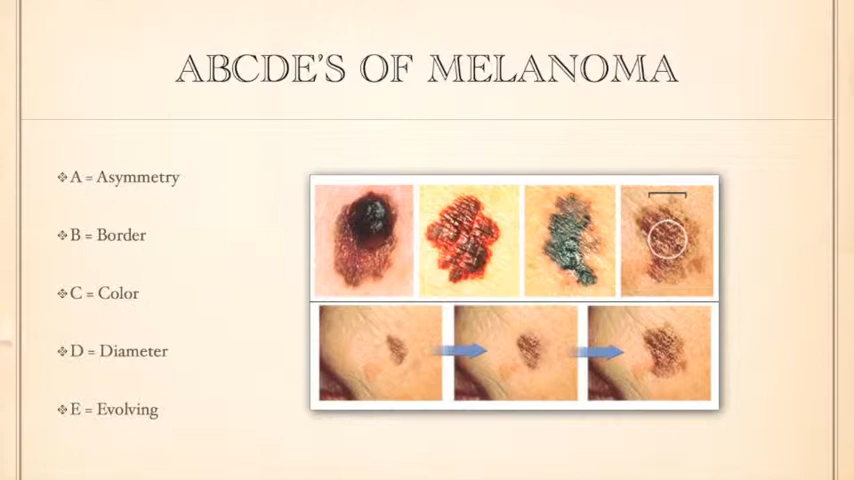 ABCDE'S OF MELANOMA
❖ A = Asymmetry
❖ B = Border
❖ C = Color
❖ D = Diameter
❖ E = Evolving